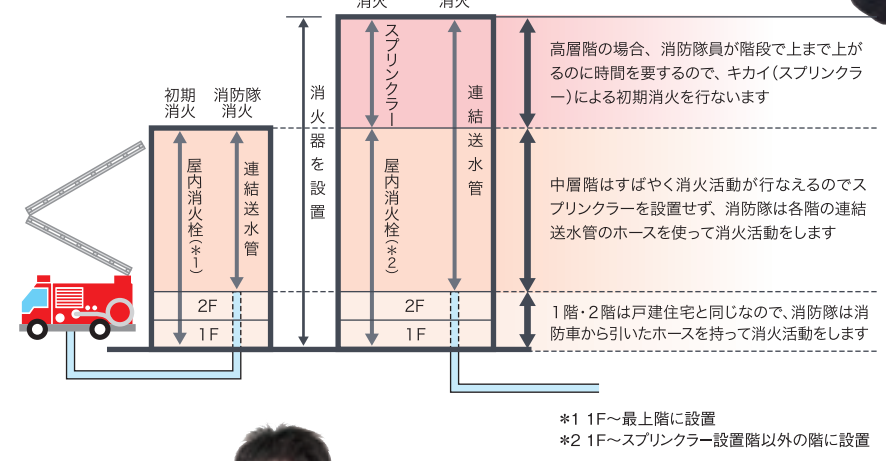 消火
消火
初期
消火
消防隊
消火
屋内消火栓(*1)
連結送水管
2F
1F
消火器を設置
スプリンクラー
屋内消火栓(*2)
連結送水管
2F
1F
高層階の場合、消防隊員が階段で上まで上が
るのに時間を要するので、キカイ(スプリンクラ
ー)による初期消火を行ないます
中層階はすばやく消火活動が行なえるのでス
プリンクラーを設置せず、消防隊は各階の連結
送水管のホースを使って消火活動をします
1階・2階は戸建住宅と同じなので、消防隊は消
防車から引いたホースを持って消火活動をします
*1 1F〜最上階に設置
*2 1F〜スプリンクラー設置階以外の階に設置